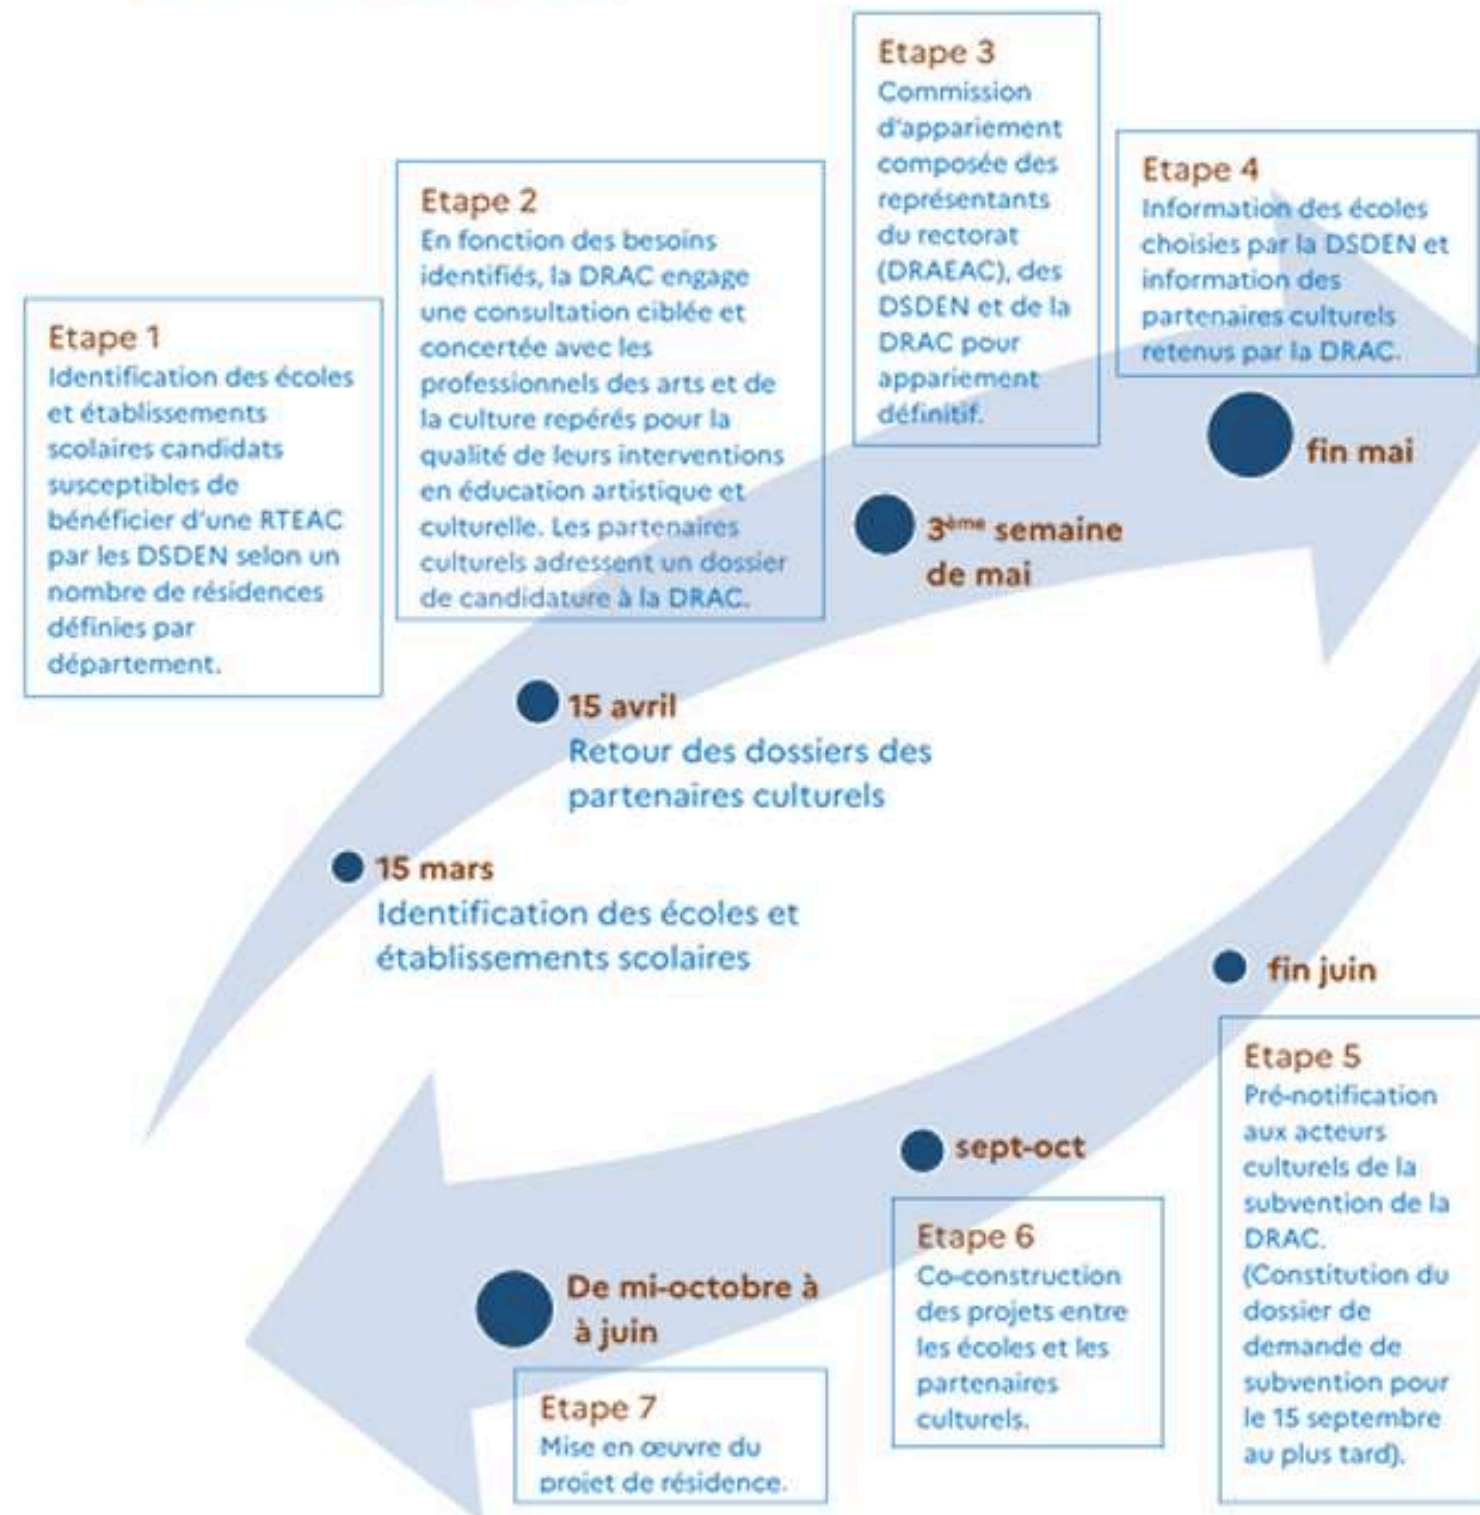 Etape 1
Identification des écoles
et établissements
scolaires candidats
susceptibles de
bénéficier d'une RTEAC
par les DSDEN selon un
nombre de résidences
définies par
département.
Etape 2
En fonction des besoins
identifiés, la DRAC engage
une consultation ciblée et
concertée avec les
professionnels des arts et de
la culture repérés pour la
qualité de leurs interventions
en éducation artistique et
culturelle. Les partenaires
culturels adressent un dossier
de candidature à la DRAC.
Etape 3
Commission
d'appariement
composée des
représentants
du rectorat
(DRAEAC), des
DSDEN et de la
DRAC pour
appariement
définitif.
Etape 4
Information des écoles
choisies par la DSDEN et
information des
partenaires culturels
retenus par la DRAC.
15 mars
Identification des écoles et
établissements scolaires
15 avril
Retour des dossiers des
partenaires culturels
3ème semaine
de mai
fin mai
fin juin
Etape 5
Pré-notification
aux acteurs
culturels de la
subvention de la
DRAC.
(Constitution du
dossier de
demande de
subvention pour
le 15 septembre
au plus tard).
sept-oct
Etape 6
Co-construction
des projets entre
les écoles et les
partenaires
culturels.
De mi-octobre à
à juin
Etape 7
Mise en œuvre du
projet de résidence.